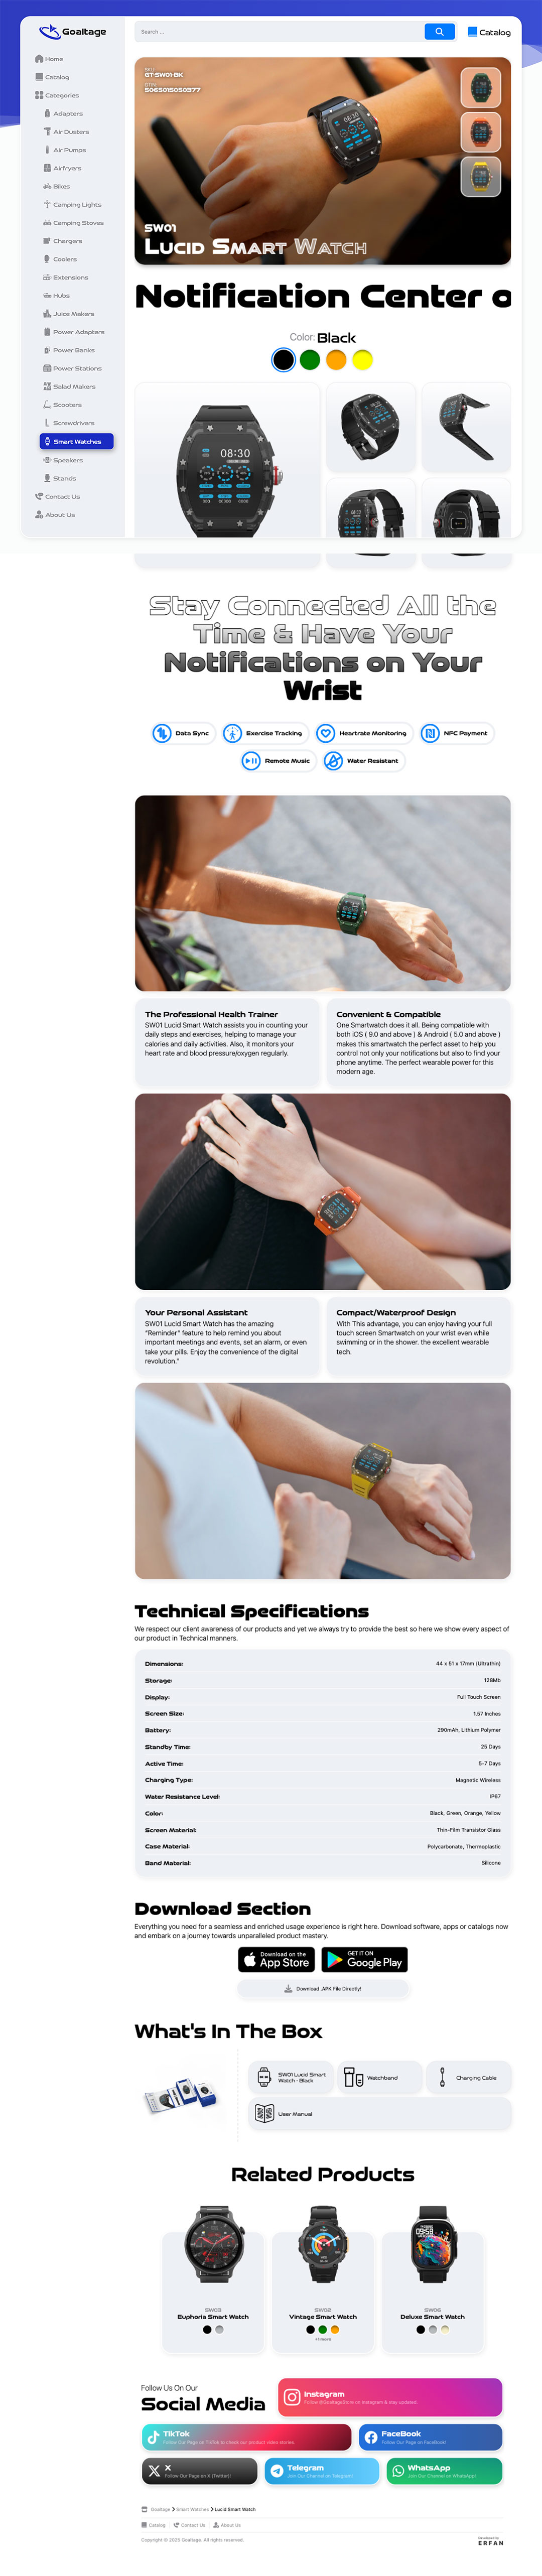 Goaltage
Search ...
Catalog
Home
Catalog
Categories
Adapters
Air Dusters
Air Pumps
Airfryers
Bikes
Camping Lights
Camping Stoves
Chargers
Coolers
Extensions
Hubs
Juice Makers
Power Adapters
Power Banks
Power Stations
Salad Makers
Scooters
Screwdrivers
Smart Watches
Speakers
Stands
Contact Us
About Us
SKU:
GT-SW01-BK
GTIN:
5065015050377
SW01
Lucid Smart Watch
Notification Center o
Color: Black
08:30
Stay Connected All the
Time & Have Your
Notifications on Your
Wrist
Data Sync
Exercise Tracking
Heartrate Monitoring
NFC Payment
Remote Music
Water Resistant
The Professional Health Trainer
SW01 Lucid Smart Watch assists you in counting your
daily steps and exercises, helping to manage your
calories and daily activities. Also, it monitors your
heart rate and blood pressure/oxygen regularly.
Convenient & Compatible
One Smartwatch does it all. Being compatible with
both iOS ( 9.0 and above ) & Android ( 5.0 and above )
makes this smartwatch the perfect asset to help you
control not only your notifications but also to find your
phone anytime. The perfect wearable power for this
modern age.
Your Personal Assistant
SW01 Lucid Smart Watch has the amazing
"Reminder" feature to help remind you about
important meetings and events, set an alarm, or even
take your pills. Enjoy the convenience of the digital
revolution."
Compact/Waterproof Design
With This advantage, you can enjoy having your full
touch screen Smartwatch on your wrist even while
swimming or in the shower. the excellent wearable
tech.
Technical Specifications
We respect our client awareness of our products and yet we always try to provide the best so here we show every aspect of
our product in Technical manners.
Dimensions: 44 x 51 x 17mm (Ultrathin)
Storage: 128Mb
Display: Full Touch Screen
Screen Size: 1.57 Inches
Battery: 290mAh, Lithium Polymer
Standby Time: 25 Days
Active Time: 5-7 Days
Charging Type: Magnetic Wireless
Water Resistance Level: IP67
Color: Black, Green, Orange, Yellow
Screen Material: Thin-Film Transistor Glass
Case Material: Polycarbonate, Thermoplastic
Band Material: Silicone
Download Section
Everything you need for a seamless and enriched usage experience is right here. Download software, apps or catalogs now
and embark on a journey towards unparalleled product mastery.
Download on the
App Store
GET IT ON
Google Play
Download .APK File Directly!
What's In The Box
SW01 Lucid Smart
Watch - Black
Watchband
Charging Cable
User Manual
Related Products
SW03
Euphoria Smart Watch
SW02
Vintage Smart Watch
+1 more
09:58
SW06
Deluxe Smart Watch
Follow Us On Our
Social Media
Instagram
Follow @GoaltageStore on Instagram & stay updated.
TikTok
Follow Our Page on TikTok to check our product video stories.
FaceBook
Follow Our Page on FaceBook!
X
Follow Our Page on X (Twitter)!
Telegram
Join Our Channel on Telegram!
WhatsApp
Join Our Channel on WhatsApp!
Goaltage > Smart Watches > Lucid Smart Watch
Catalog
Contact Us
About Us
Copyright © 2025 Goaltage. All rights reserved.
Developed by
ERFAN